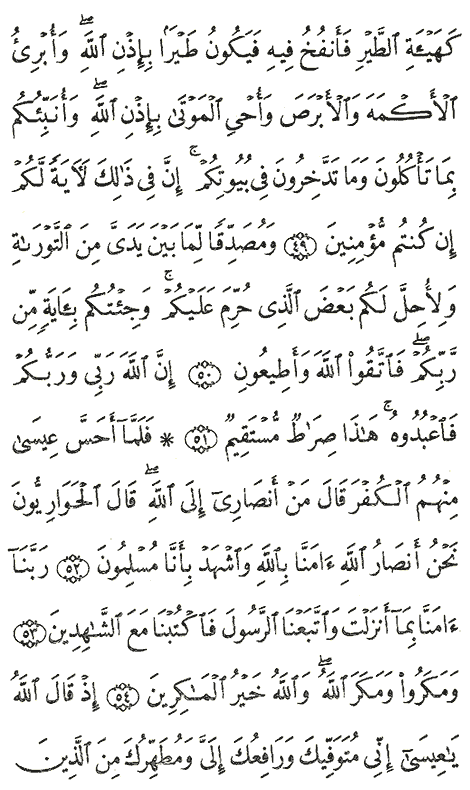 كَهَيْـَٔةِ ٱلطَّيْرِ فَأَنفُخُ فِيهِ فَيَكُونُ طَيْرًۢا بِإِذْنِ ٱللَّهِۖ وَأُبْرِئُ
ٱلْأَكْمَهَ وَٱلْأَبْرَصَ وَأُحْىِ ٱلْمَوْتَىٰ بِإِذْنِ ٱللَّهِۖ وَأُنَبِّئُكُم
بِمَا تَأْكُلُونَ وَمَا تَدَّخِرُونَ فِى بُيُوتِكُمْۚ إِنَّ فِى ذَٰلِكَ لَـَٔايَةً لَّكُمْ
إِن كُنتُم مُّؤْمِنِينَ ٤٩ وَمُصَدِّقًا لِّمَا بَيْنَ يَدَىَّ مِنَ ٱلتَّوْرَىٰةِ
وَلِأُحِلَّ لَكُم بَعْضَ ٱلَّذِى حُرِّمَ عَلَيْكُمْۚ وَجِئْتُكُم بِـَٔايَةٍ مِّن
رَّبِّكُمْۖ فَٱتَّقُوا۟ ٱللَّهَ وَأَطِيعُونِ ٥٠ إِنَّ ٱللَّهَ رَبِّى وَرَبُّكُمْ
فَٱعْبُدُوهُۚ هَٰذَا صِرَٰطٌ مُّسْتَقِيمٌ ٥١ * فَلَمَّآ أَحَسَّ عِيسَىٰ
مِنْهُمُ ٱلْكُفْرَ قَالَ مَنْ أَنصَارِىٓ إِلَى ٱللَّهِۖ قَالَ ٱلْحَوَارِيُّونَ
نَحْنُ أَنصَارُ ٱللَّهِ ءَامَنَّا بِٱللَّهِ وَٱشْهَدْ بِأَنَّا مُسْلِمُونَ ٥٢ رَبَّنَآ
ءَامَنَّا بِمَآ أَنزَلْتَ وَٱتَّبَعْنَا ٱلرَّسُولَ فَٱكْتُبْنَا مَعَ ٱلشَّٰهِدِينَ ٥٣
وَمَكَرُوا۟ وَمَكَرَ ٱللَّهُۖ وَٱللَّهُ خَيْرُ ٱلْمَٰكِرِينَ ٥٤ إِذْ قَالَ ٱللَّهُ
يَٰعِيسَىٰٓ إِنِّى مُتَوَفِّيكَ وَرَافِعُكَ إِلَىَّ وَمُطَهِّرُكَ مِنَ ٱلَّذِينَ